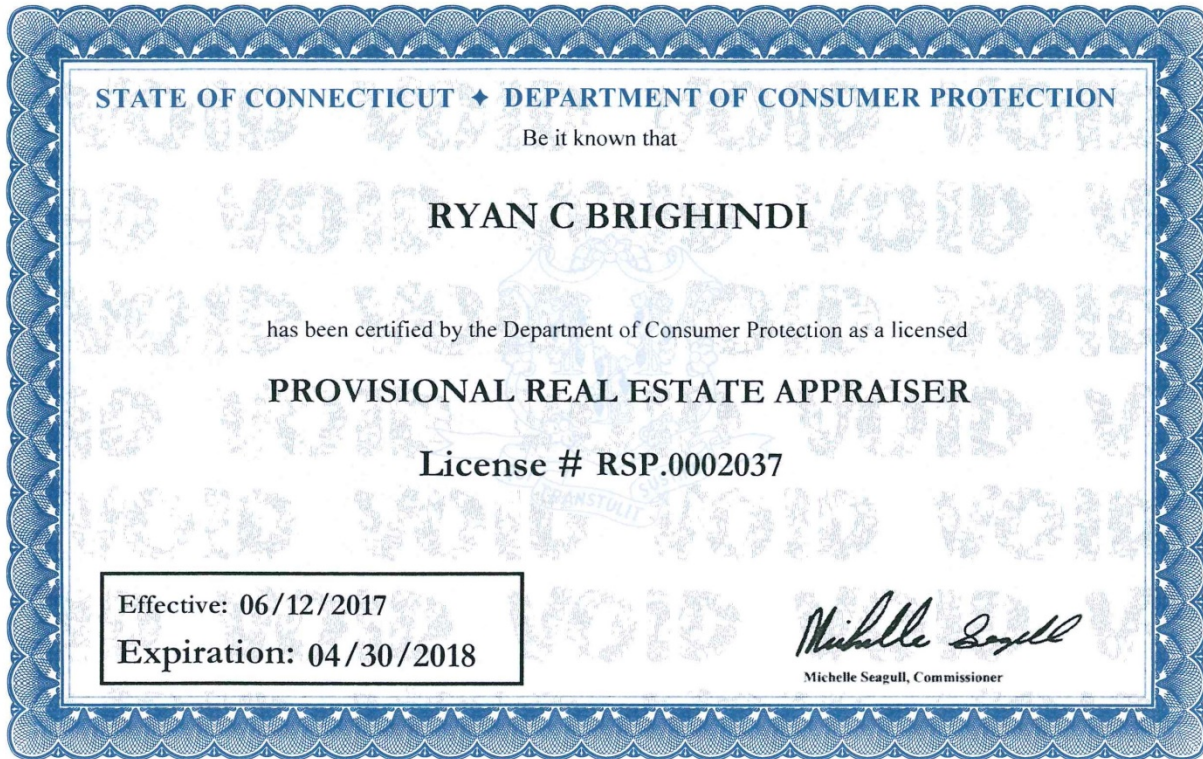 STATE OF CONNECTICUT ✦ DEPARTMENT OF CONSUMER PROTECTION
Be it known that
RYAN C BRIGHINDI
has been certified by the Department of Consumer Protection as a licensed
PROVISIONAL REAL ESTATE APPRAISER
License # RSP.0002037
Effective: 06/12/2017
Expiration: 04/30/2018
Michelle Seagull, Commissioner